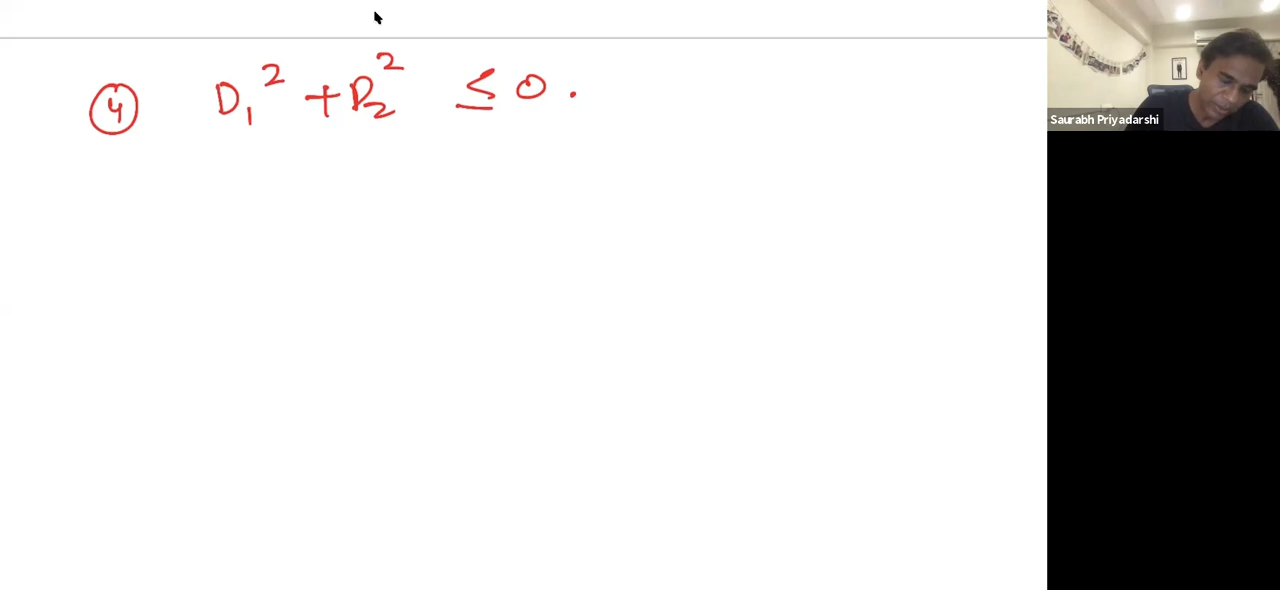 ④ D₁² + D₂² ≤ 0.
Saurabh Priyadarshi